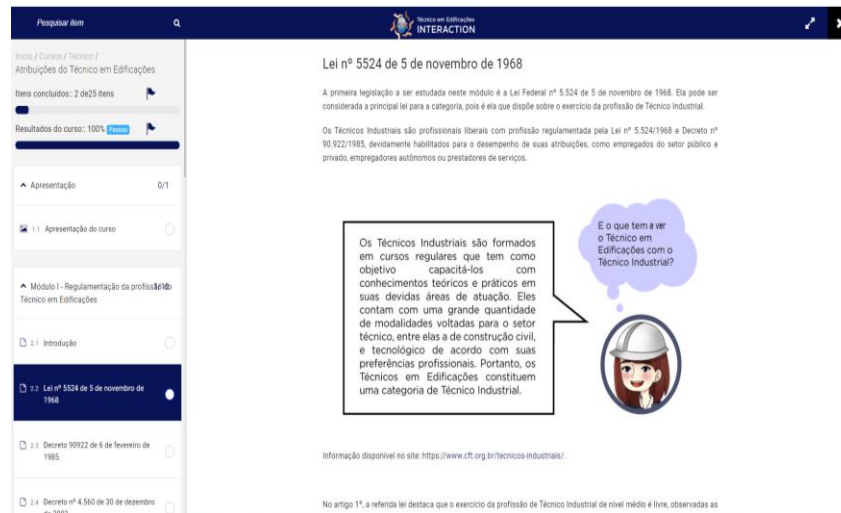 Pesquisar item
Técnico em Edificações
INTERACTION
Início / Cursos / Técnico /
Atribuições do Técnico em Edificações
Itens concluídos:: 2 de25 itens
Resultados do curso:: 100% Passou
Apresentação 0/1
1.1 Apresentação do curso
Módulo I - Regulamentação da profissão do
Técnico em Edificações
2.1 Introdução
2.2 Lei nº 5524 de 5 de novembro de
1968
2.3 Decreto 90922 de 6 de fevereiro de
1985.
2.4 Decreto nº 4.560 de 30 de dezembro
de 2002
Lei nº 5524 de 5 de novembro de 1968
A primeira legislação a ser estudada neste módulo é a Lei Federal nº 5.524 de 5 de novembro de 1968. Ela pode ser
considerada a principal lei para a categoria, pois é ela que dispõe sobre o exercício da profissão de Técnico Industrial.
Os Técnicos Industriais são profissionais liberais com profissão regulamentada pela Lei nº 5.524/1968 e Decreto nº
90.922/1985, devidamente habilitados para o desempenho de suas atribuições, como empregados do setor público e
privado, empregadores autônomos ou prestadores de serviços.
Os Técnicos Industriais são formados
em cursos regulares que tem como
objetivo capacitá-los com
conhecimentos teóricos e práticos em
suas devidas áreas de atuação. Eles
contam com uma grande quantidade
de modalidades voltadas para o setor
técnico, entre elas a de construção civil,
e tecnológico de acordo com suas
preferências profissionais. Portanto, os
Técnicos em Edificações constituem
uma categoria de Técnico Industrial.
E o que tem a ver
o Técnico em
Edificações com o
Técnico Industrial?
Informação disponível no site: https://www.cft.org.br/tecnicos-industriais/.
No artigo 1º, a referida lei destaca que o exercício da profissão de Técnico Industrial de nível médio é livre, observadas as